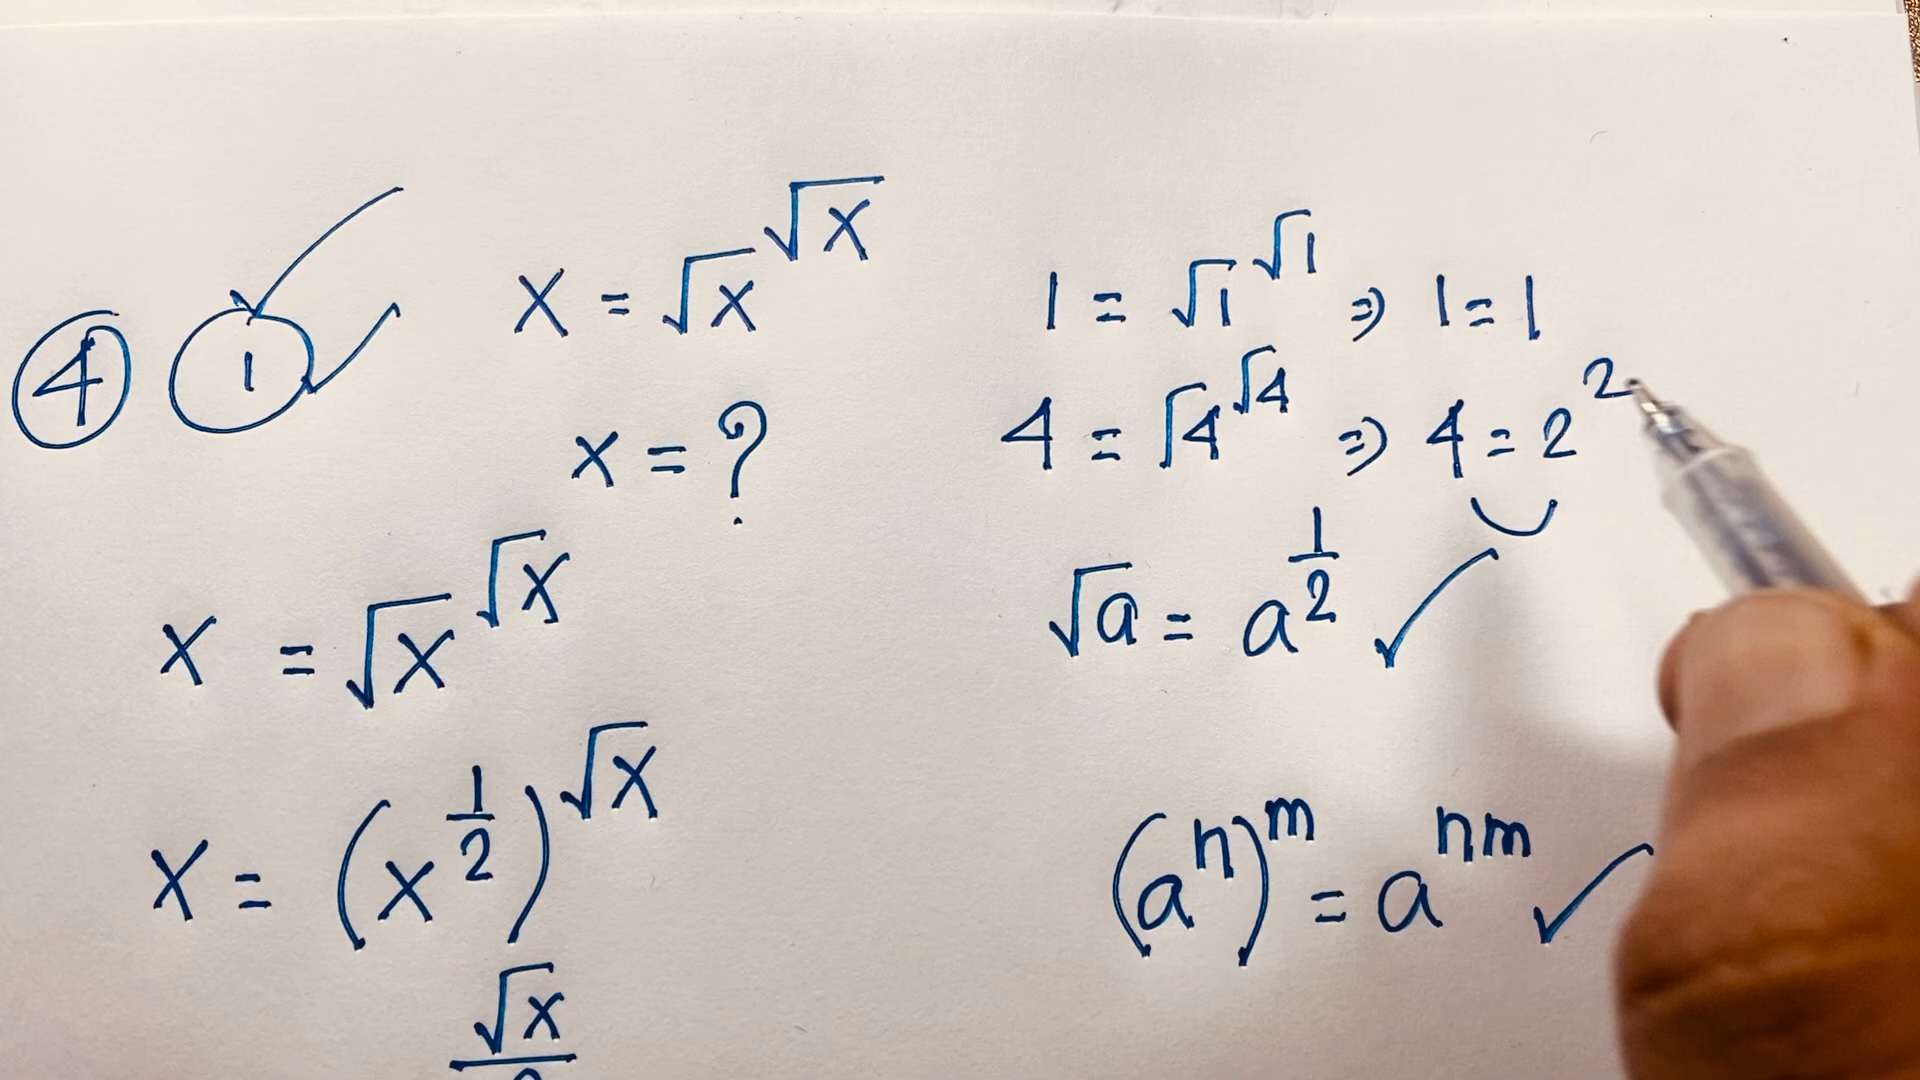 ④ ①
x = √x^√x
x = ?
x = √x^√x
x = (x^(1/2))^√x
√x
1 = √1^√1 ⇒ 1 = 1
4 = √4^√4 ⇒ 4 = 2^2
√a = a^(1/2) ✓
(a^n)^m = a^nm ✓